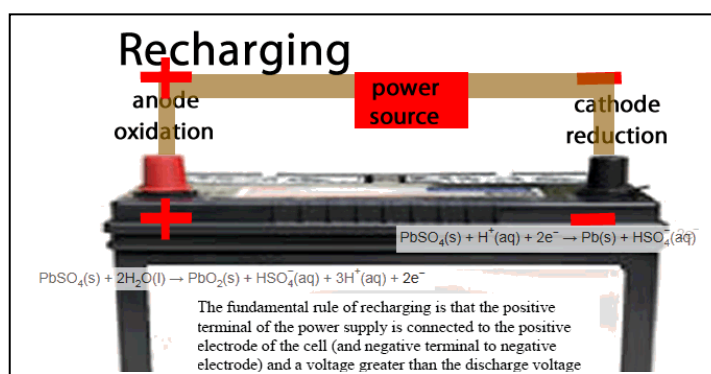 Recharging
+ −
anode
oxidation
power
source
cathode
reduction
+ −
PbSO₄(s) + H⁺(aq) + 2e⁻ → Pb(s) + HSO₄⁻(aq)
PbSO₄(s) + 2H₂O(l) → PbO₂(s) + HSO₄⁻(aq) + 3H⁺(aq) + 2e⁻
The fundamental rule of recharging is that the positive
terminal of the power supply is connected to the positive
electrode of the cell (and negative terminal to negative
electrode) and a voltage greater than the discharge voltage